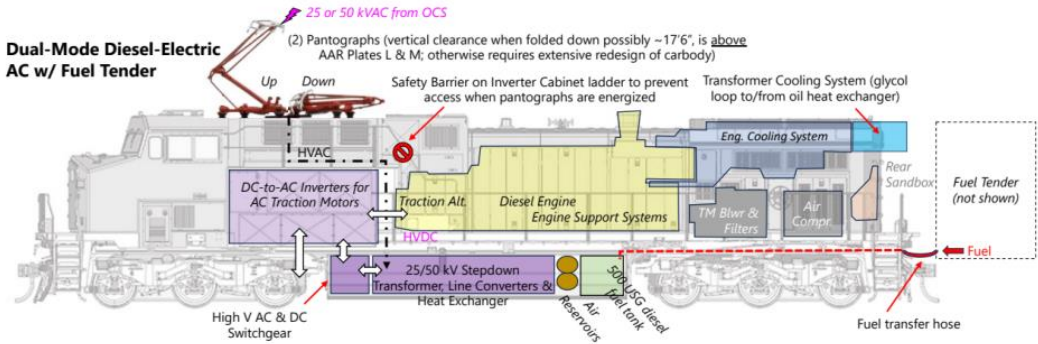 25 or 50 kVAC from OCS
Dual-Mode Diesel-Electric
AC w/ Fuel Tender
(2) Pantographs (vertical clearance when folded down possibly ~17'6", is above
AAR Plates L & M; otherwise requires extensive redesign of carbody)
Up
Down
Safety Barrier on Inverter Cabinet ladder to prevent
access when pantographs are energized
Transformer Cooling System (glycol
loop to/from oil heat exchanger)
HVAC
Eng. Cooling System
Rear
Sandbox
Fuel Tender
(not shown)
DC-to-AC Inverters for
AC Traction Motors
Traction Alt.
Diesel Engine
Engine Support Systems
TM Blwr &
Filters
Air
Compr.
HVDC
Fuel
25/50 kV Stepdown
Transformer, Line Converters &
Heat Exchanger
Air
Reservoirs
500 USG diesel
fuel tank
High V AC & DC
Switchgear
Fuel transfer hose